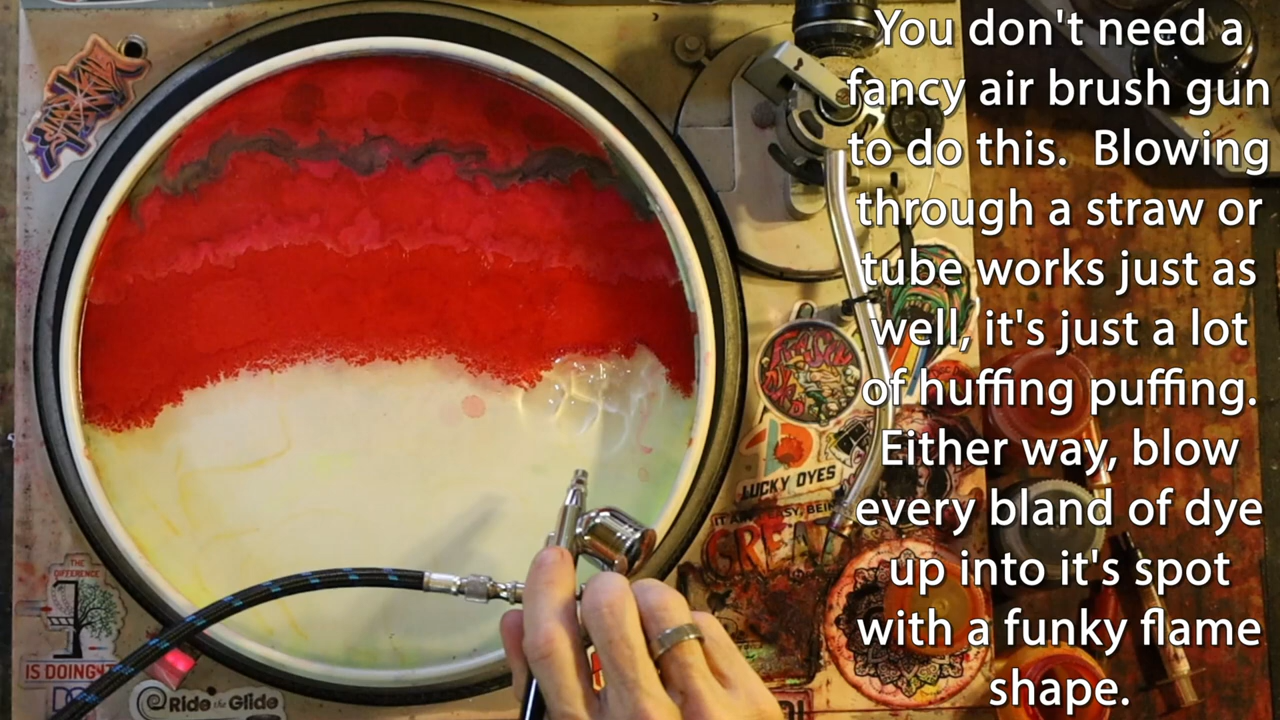 You don't need a
fancy air brush gun
to do this.  Blowing
through a straw or
tube works just as
well, it's just a lot
of huffing puffing.
Either way, blow
every bland of dye
up into it's spot
with a funky flame
shape.
LUCKY DYES
GREAT
THE
DIFFERENCE
IS DOING
Ride the Glide